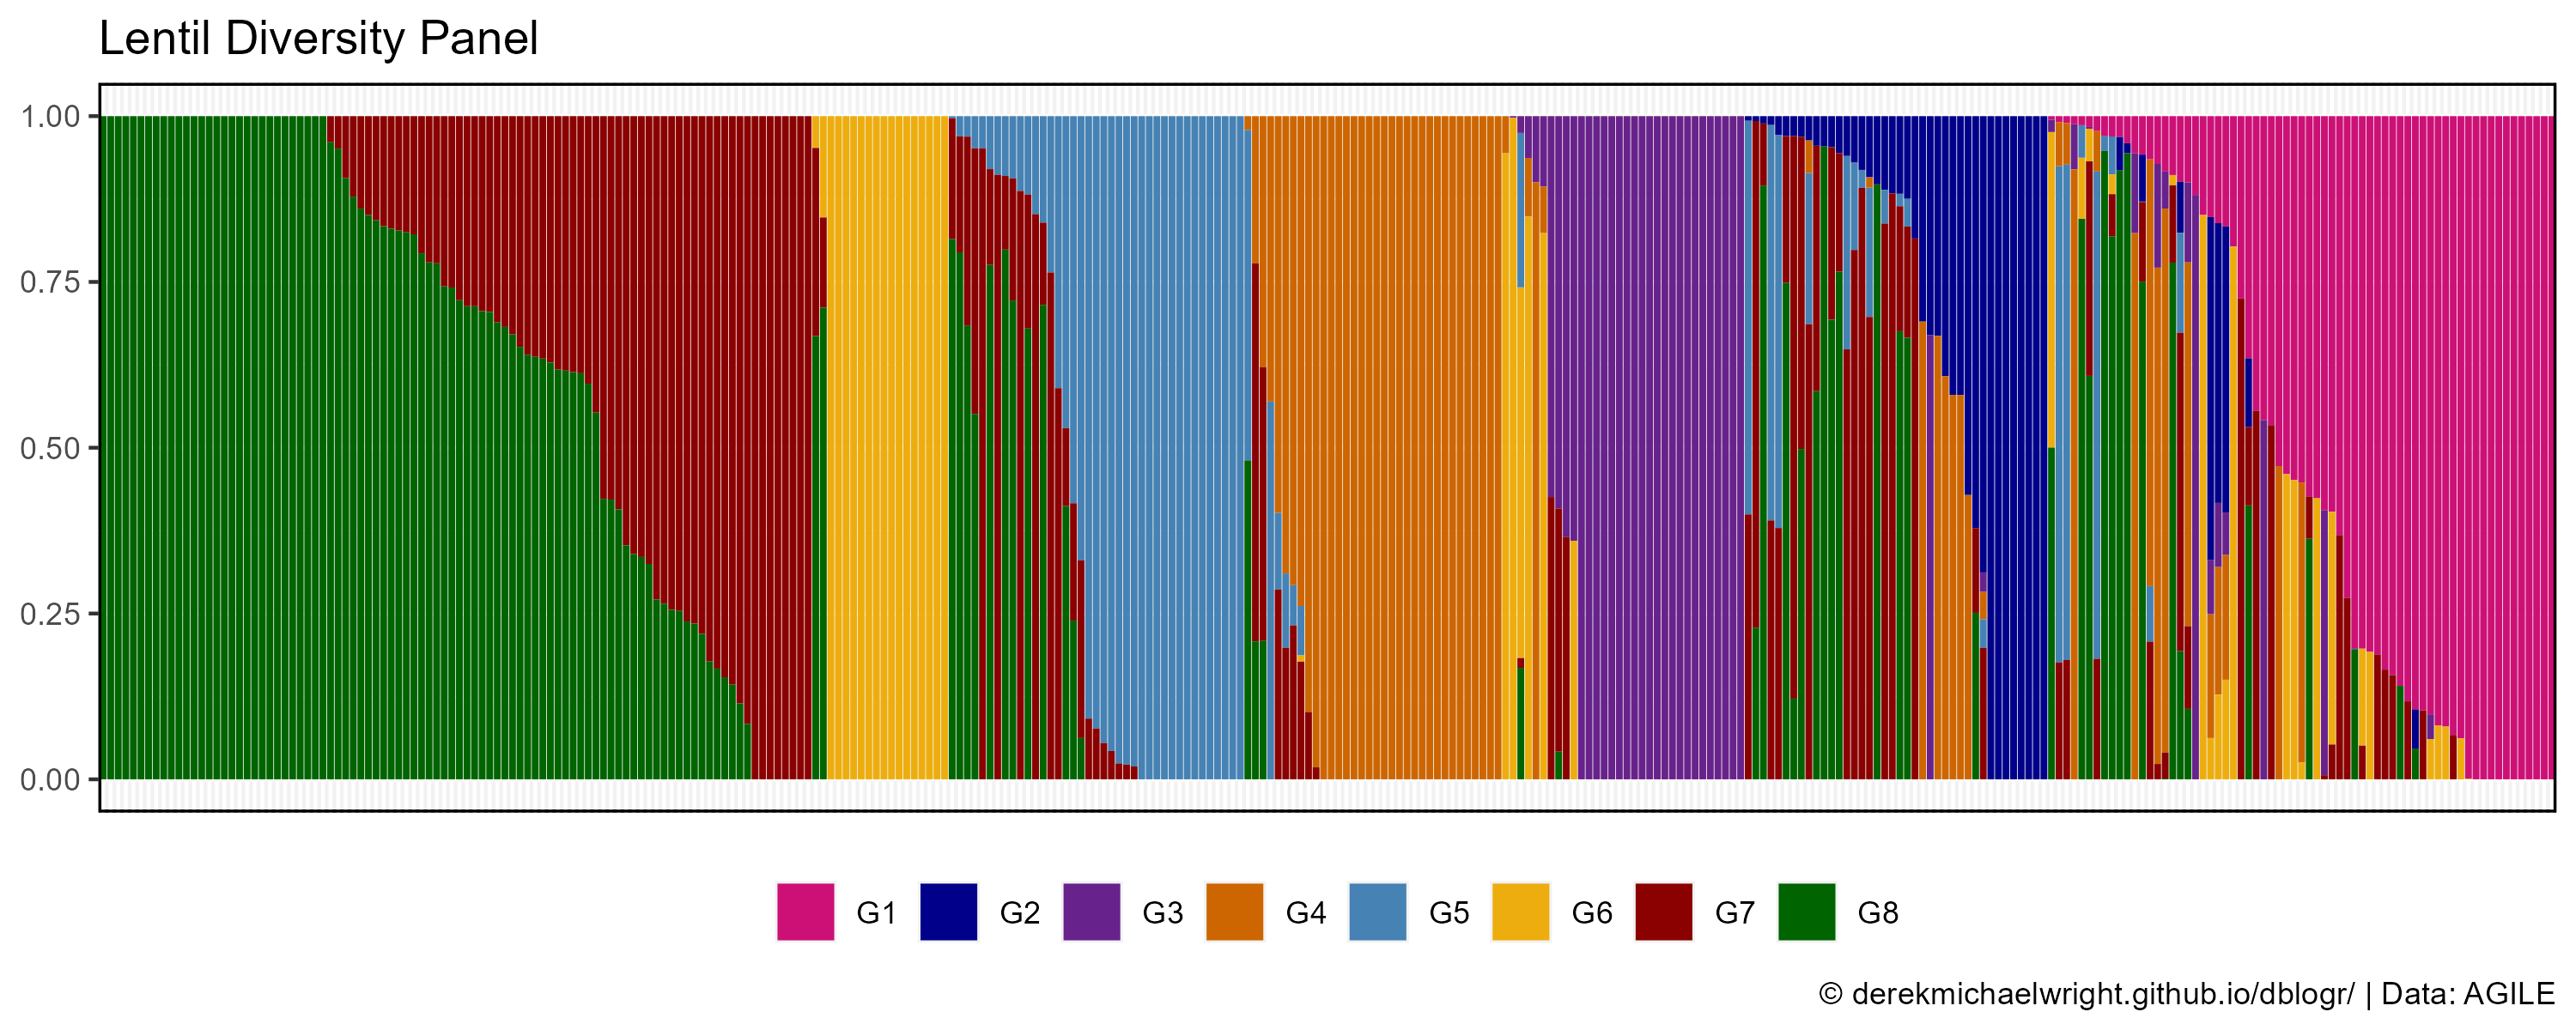 Lentil Diversity Panel
1.00
0.75
0.50
0.25
0.00
G1 G2 G3 G4 G5 G6 G7 G8
© derekmichaelwright.github.io/dblogr/ | Data: AGILE